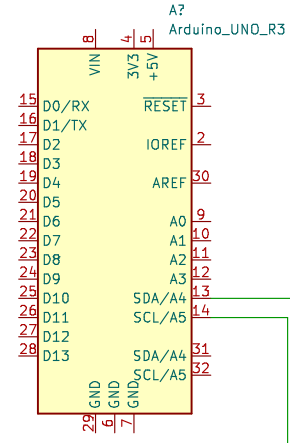 A?
Arduino_UNO_R3
8 4 5
VIN 3V3 +5V
15 D0/RX RESET 3
16 D1/TX
17 D2 IOREF 2
18 D3
19 D4 AREF 30
20 D5
21 D6 A0 9
22 D7 A1 10
23 D8 A2 11
24 D9 A3 12
25 D10 SDA/A4 13
26 D11 SCL/A5 14
27 D12
28 D13 SDA/A4 31
SCL/A5 32
GND GND GND
29 6 7